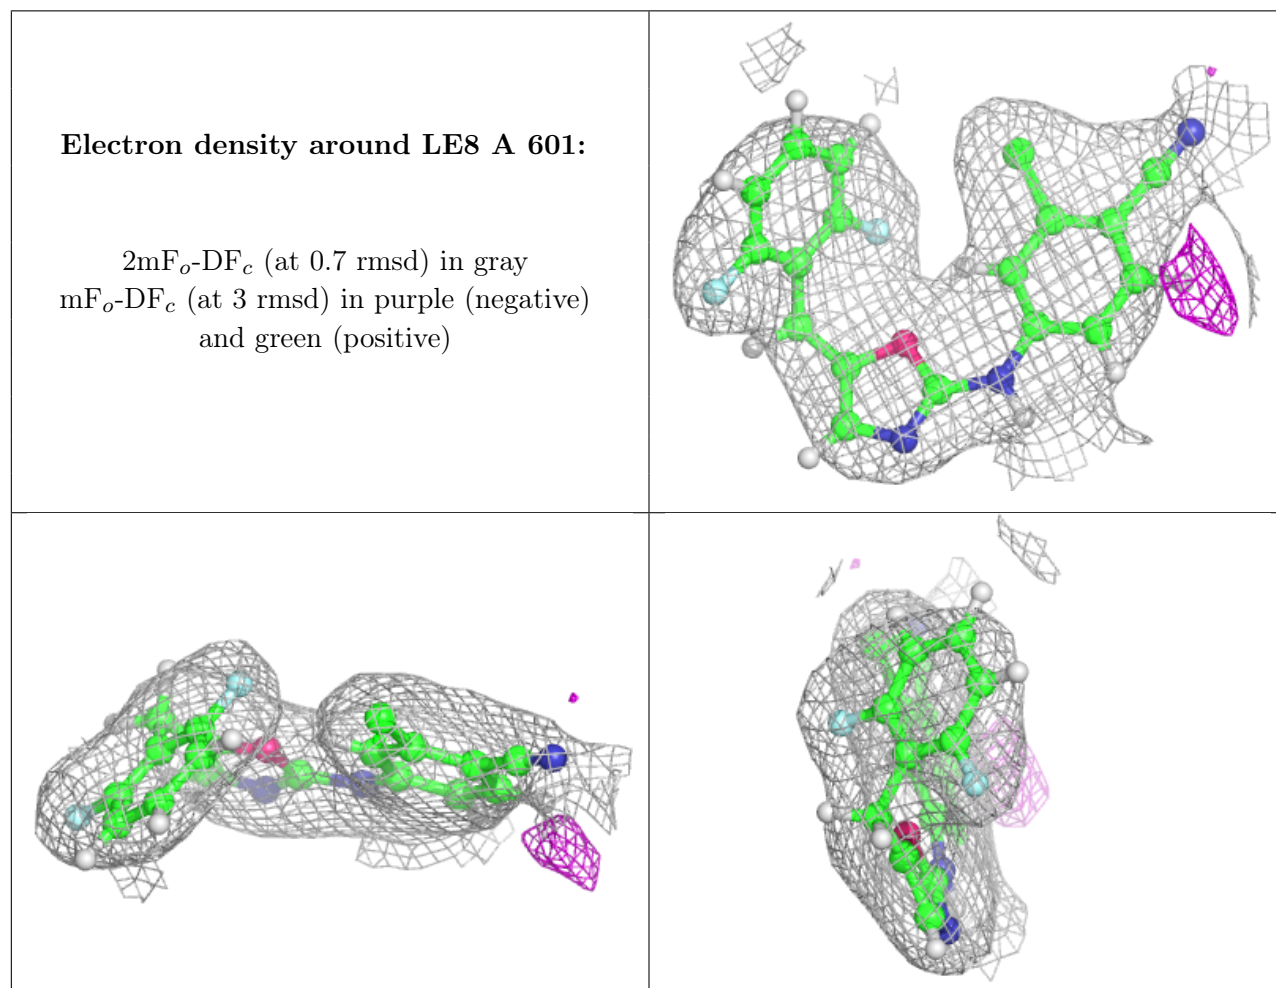 Electron density around LE8 A 601:
2mFo-DFc (at 0.7 rmsd) in gray
mFo-DFc (at 3 rmsd) in purple (negative)
and green (positive)